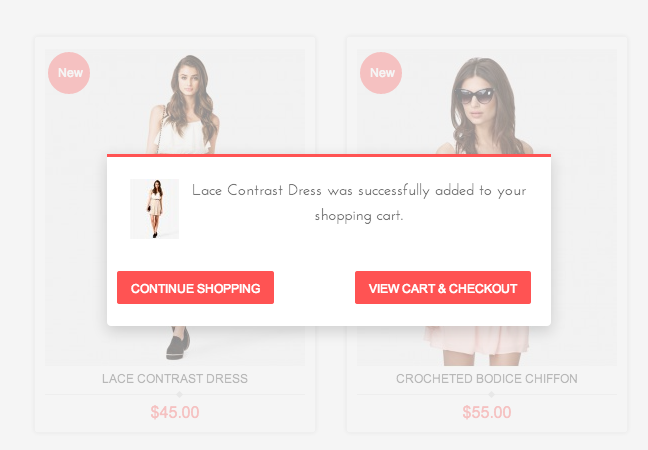 New
New
Lace Contrast Dress was successfully added to your
shopping cart.
CONTINUE SHOPPING
VIEW CART & CHECKOUT
LACE CONTRAST DRESS
CROCHETED BODICE CHIFFON
$45.00
$55.00